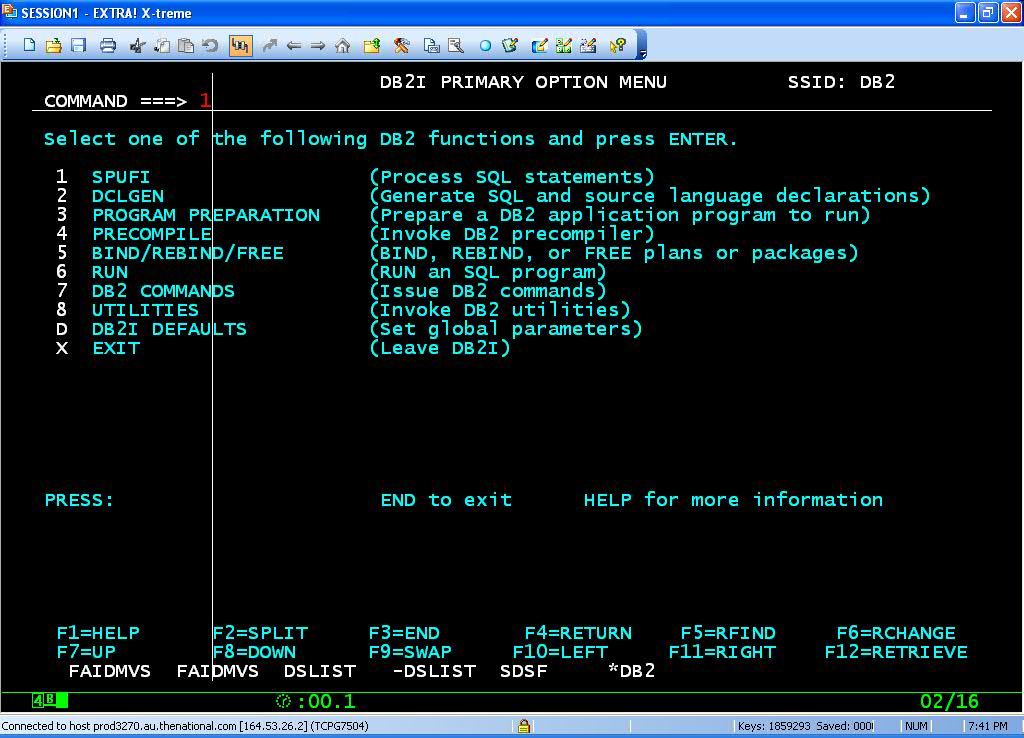 SESSION1 - EXTRA! X-treme
DB2I PRIMARY OPTION MENU SSID: DB2
COMMAND ===> 1
Select one of the following DB2 functions and press ENTER.
1 SPUFI (Process SQL statements)
2 DCLGEN (Generate SQL and source language declarations)
3 PROGRAM PREPARATION (Prepare a DB2 application program to run)
4 PRECOMPILE (Invoke DB2 precompiler)
5 BIND/REBIND/FREE (BIND, REBIND, or FREE plans or packages)
6 RUN (RUN an SQL program)
7 DB2 COMMANDS (Issue DB2 commands)
8 UTILITIES (Invoke DB2 utilities)
D DB2I DEFAULTS (Set global parameters)
X EXIT (Leave DB2I)
PRESS: END to exit HELP for more information
F1=HELP F2=SPLIT F3=END F4=RETURN F5=RFIND F6=RCHANGE
F7=UP F8=DOWN F9=SWAP F10=LEFT F11=RIGHT F12=RETRIEVE
FAIDMVS FAIDMVS DSLIST -DSLIST SDSF *DB2
4B :00.1 02/16
Connected to host prod3270.au.thenational.com [164.53.26.2] (TCPG7504) Keys: 1859293 Saved: 000 NUM 7:41 PM